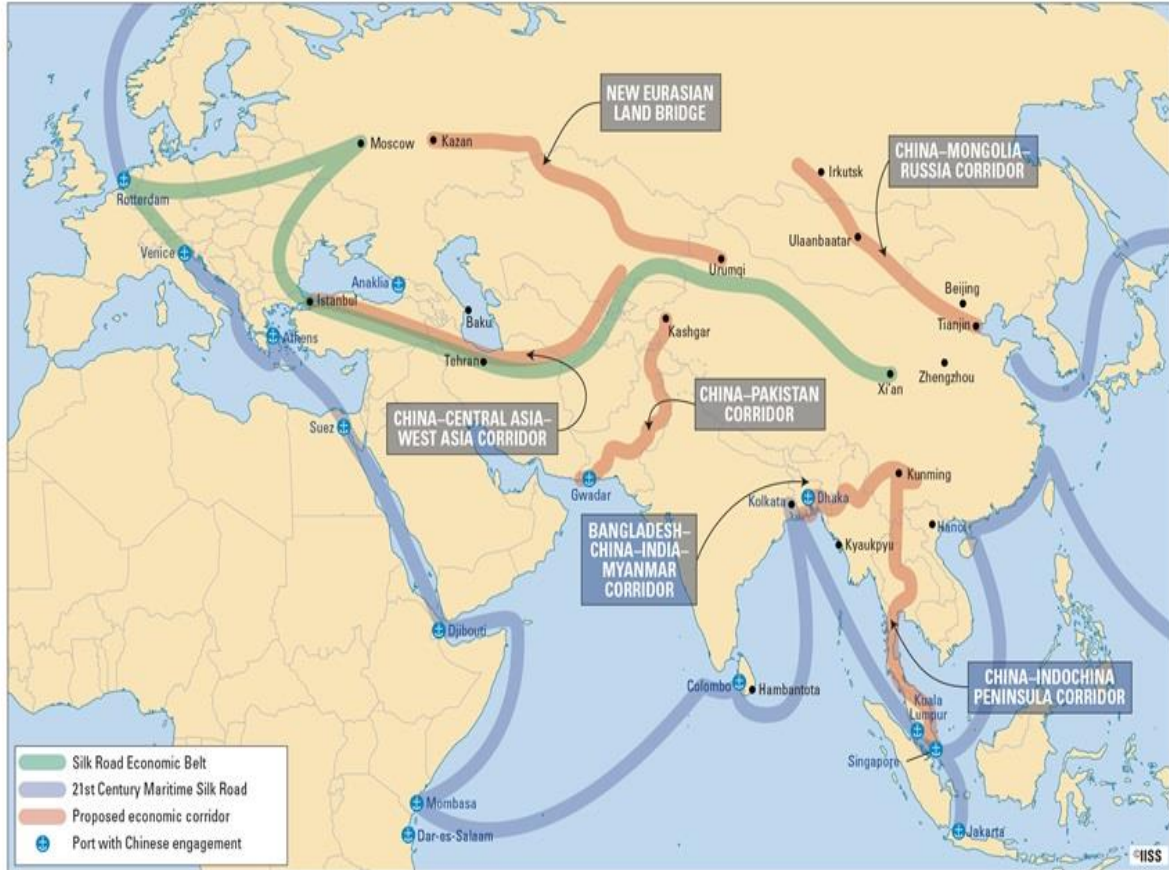 NEW EURASIAN
LAND BRIDGE
Moscow
Kazan
CHINA–MONGOLIA–
RUSSIA CORRIDOR
Irkutsk
Rotterdam
Ulaanbaatar
Venice
Urumqi
Anaklia
Beijing
Istanbul
Baku
Kashgar
Tianjin
Athens
Tehran
Zhengzhou
Xi'an
CHINA–CENTRAL ASIA–
WEST ASIA CORRIDOR
CHINA–PAKISTAN
CORRIDOR
Suez
Kunming
Gwadar
Kolkata
Dhaka
BANGLADESH–
CHINA–INDIA–
MYANMAR
CORRIDOR
Hanoi
Kyaukpyu
Djibouti
CHINA–INDOCHINA
PENINSULA CORRIDOR
Colombo
Hambantota
Kuala
Lumpur
Singapore
Silk Road Economic Belt
21st Century Maritime Silk Road
Proposed economic corridor
Port with Chinese engagement
Mombasa
Dar-es-Salaam
Jakarta
©IISS